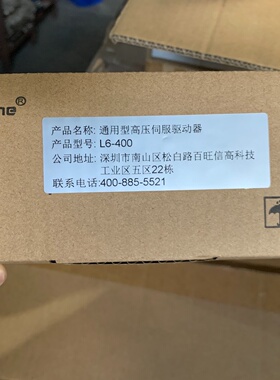 ne®
产品名称: 通用型高压伺服驱动器
产品型号: L6-400
公司地址: 深圳市南山区松白路百旺信高科技
工业区五区22栋
联系电话:400-885-5521